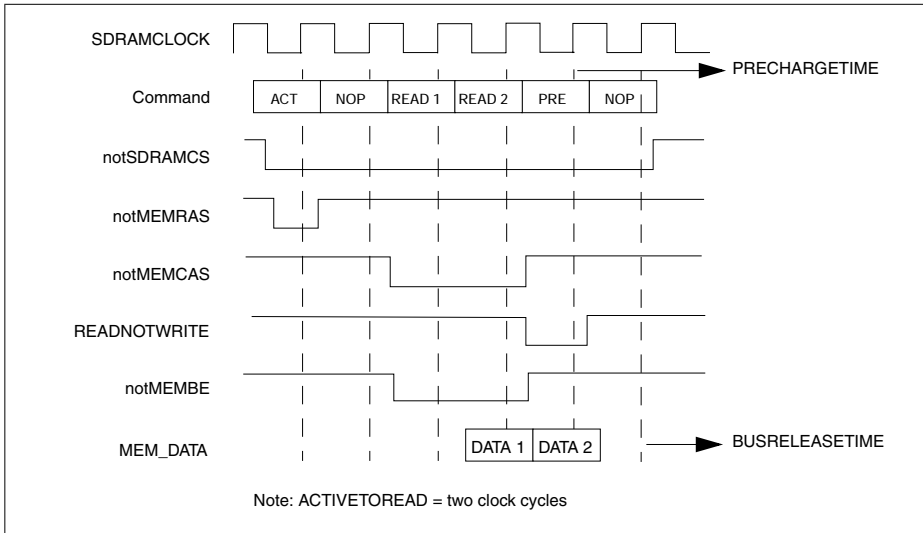 SDRAMCLOCK
PRECHARGETIME
Command
ACT NOP READ 1 READ 2 PRE NOP
notSDRAMCS
notMEMRAS
notMEMCAS
READNOTWRITE
notMEMBE
MEM_DATA
DATA 1 DATA 2
BUSRELEASETIME
Note: ACTIVETOREAD = two clock cycles